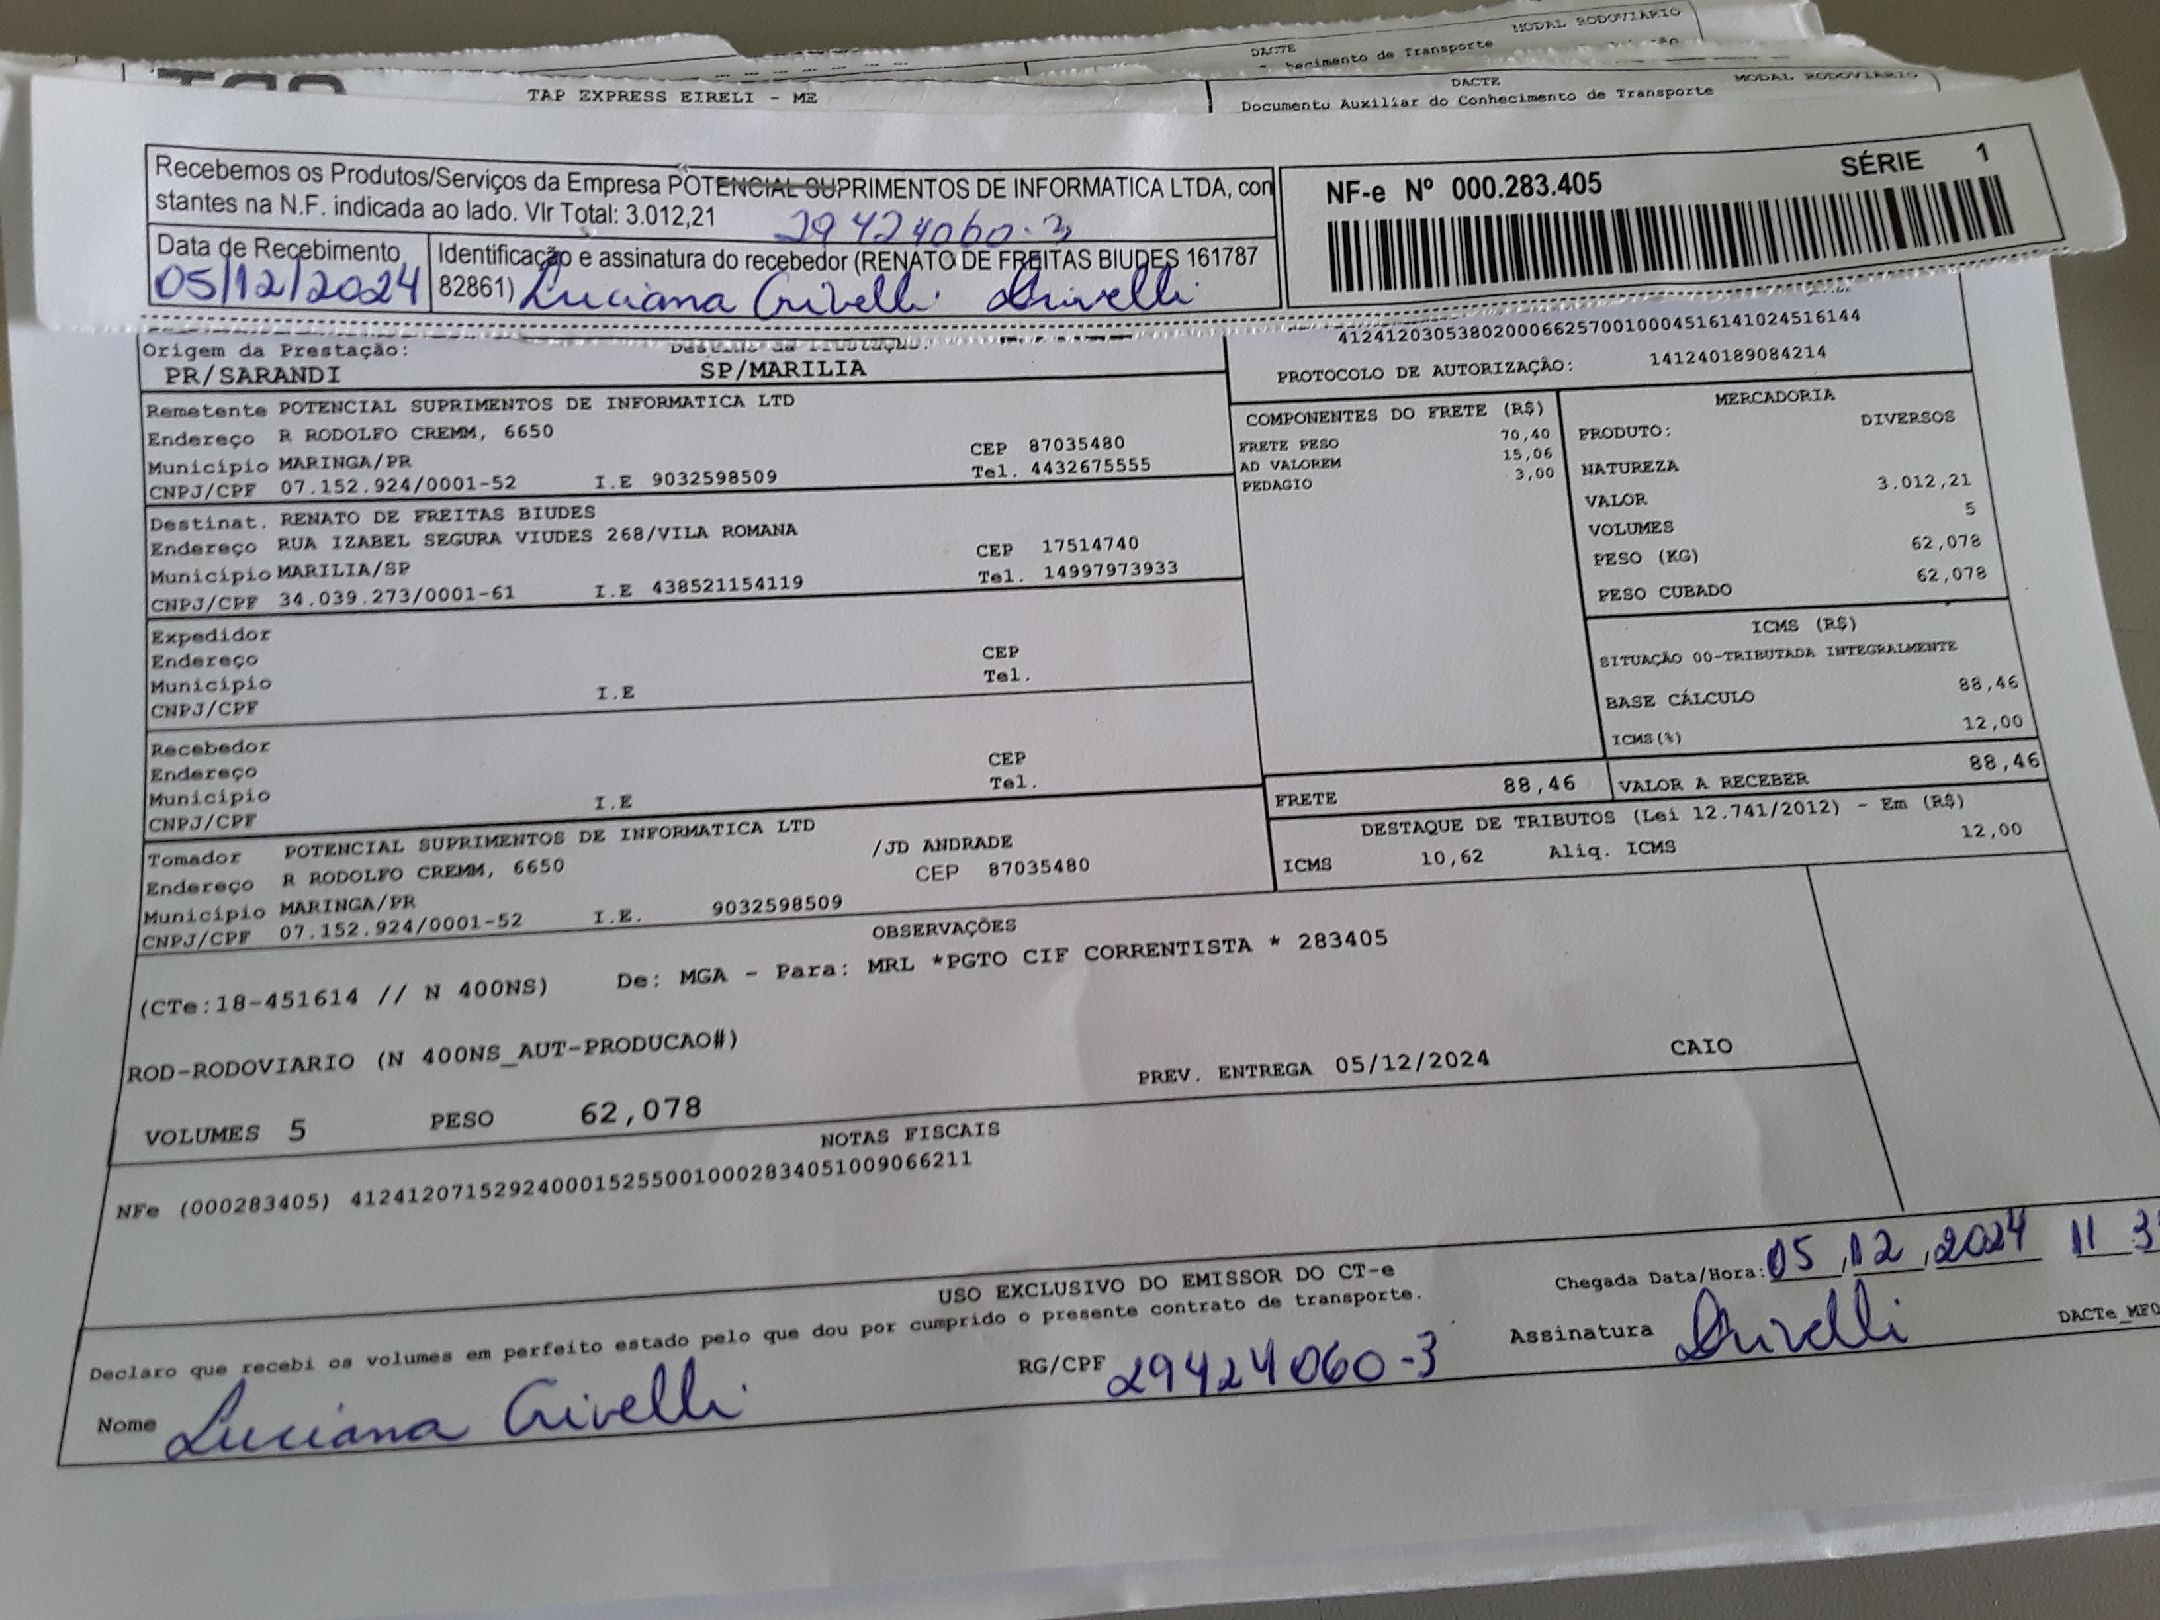 MODAL RODOVIÁRIO
DACTE
Conhecimento de Transporte
MODAL RODOVIÁRIO
DACTE
TAP EXPRESS EIRELI - ME
Documento Auxiliar do Conhecimento de Transporte
Recebemos os Produtos/Serviços da Empresa POTENCIAL SUPRIMENTOS DE INFORMATICA LTDA, con
stantes na N.F. indicada ao lado. Vlr Total: 3.012,21
29424060-3
NF-e Nº 000.283.405
SÉRIE 1
Data de Recebimento
05/12/2024
Identificação e assinatura do recebedor (RENATO DE FREITAS BIUDES 161787
82861) Luciana Crivelli Crivelli
41241203053802000662570010004516141024516144
Origem da Prestação:
Destino da Prestação:
PR/SARANDI
SP/MARILIA
PROTOCOLO DE AUTORIZAÇÃO: 141240189084214
Remetente POTENCIAL SUPRIMENTOS DE INFORMATICA LTD
Endereço R RODOLFO CREMM, 6650
CEP 87035480
Município MARINGA/PR
Tel. 4432675555
CNPJ/CPF 07.152.924/0001-52 I.E 9032598509
COMPONENTES DO FRETE (R$)
FRETE PESO 70,40
AD VALOREM 15,06
PEDAGIO 3,00
MERCADORIA
PRODUTO: DIVERSOS
NATUREZA
VALOR 3.012,21
VOLUMES 5
PESO (KG) 62,078
PESO CUBADO 62,078
Destinat. RENATO DE FREITAS BIUDES
Endereço RUA IZABEL SEGURA VIUDES 268/VILA ROMANA
CEP 17514740
Município MARILIA/SP
Tel. 14997973933
CNPJ/CPF 34.039.273/0001-61 I.E 438521154119
Expedidor
Endereço CEP
Município Tel.
CNPJ/CPF I.E
ICMS (R$)
SITUAÇÃO 00-TRIBUTADA INTEGRALMENTE
BASE CÁLCULO 88,46
ICMS(%) 12,00
Recebedor
Endereço CEP
Município Tel.
CNPJ/CPF I.E
FRETE 88,46 VALOR A RECEBER 88,46
Tomador POTENCIAL SUPRIMENTOS DE INFORMATICA LTD
Endereço R RODOLFO CREMM, 6650 /JD ANDRADE
CEP 87035480
Município MARINGA/PR
CNPJ/CPF 07.152.924/0001-52 I.E. 9032598509
DESTAQUE DE TRIBUTOS (Lei 12.741/2012) - Em (R$)
ICMS 10,62 Aliq. ICMS 12,00
OBSERVAÇÕES
(CTe:18-451614 // N 400NS) De: MGA - Para: MRL *PGTO CIF CORRENTISTA * 283405
ROD-RODOVIARIO (N 400NS_AUT-PRODUCAO#)
PREV. ENTREGA 05/12/2024 CAIO
VOLUMES 5 PESO 62,078
NOTAS FISCAIS
NFe (000283405) 41241207152924000152550010002834051009066211
USO EXCLUSIVO DO EMISSOR DO CT-e
Chegada Data/Hora: 05 /12 /2024 11 3
Declaro que recebi os volumes em perfeito estado pelo que dou por cumprido o presente contrato de transporte.
Nome Luciana Crivelli
RG/CPF 29424060-3
Assinatura Crivelli
DACTe_MF0